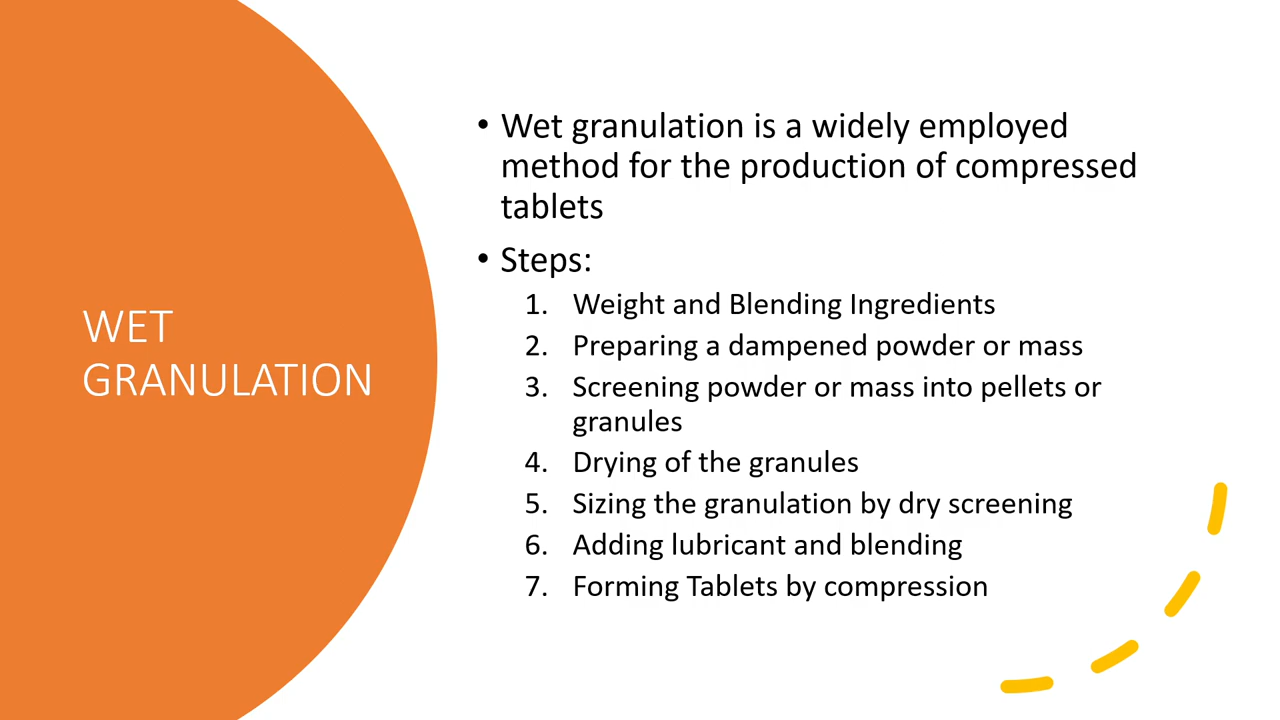 WET
GRANULATION
• Wet granulation is a widely employed
method for the production of compressed
tablets
• Steps:
1. Weight and Blending Ingredients
2. Preparing a dampened powder or mass
3. Screening powder or mass into pellets or
granules
4. Drying of the granules
5. Sizing the granulation by dry screening
6. Adding lubricant and blending
7. Forming Tablets by compression